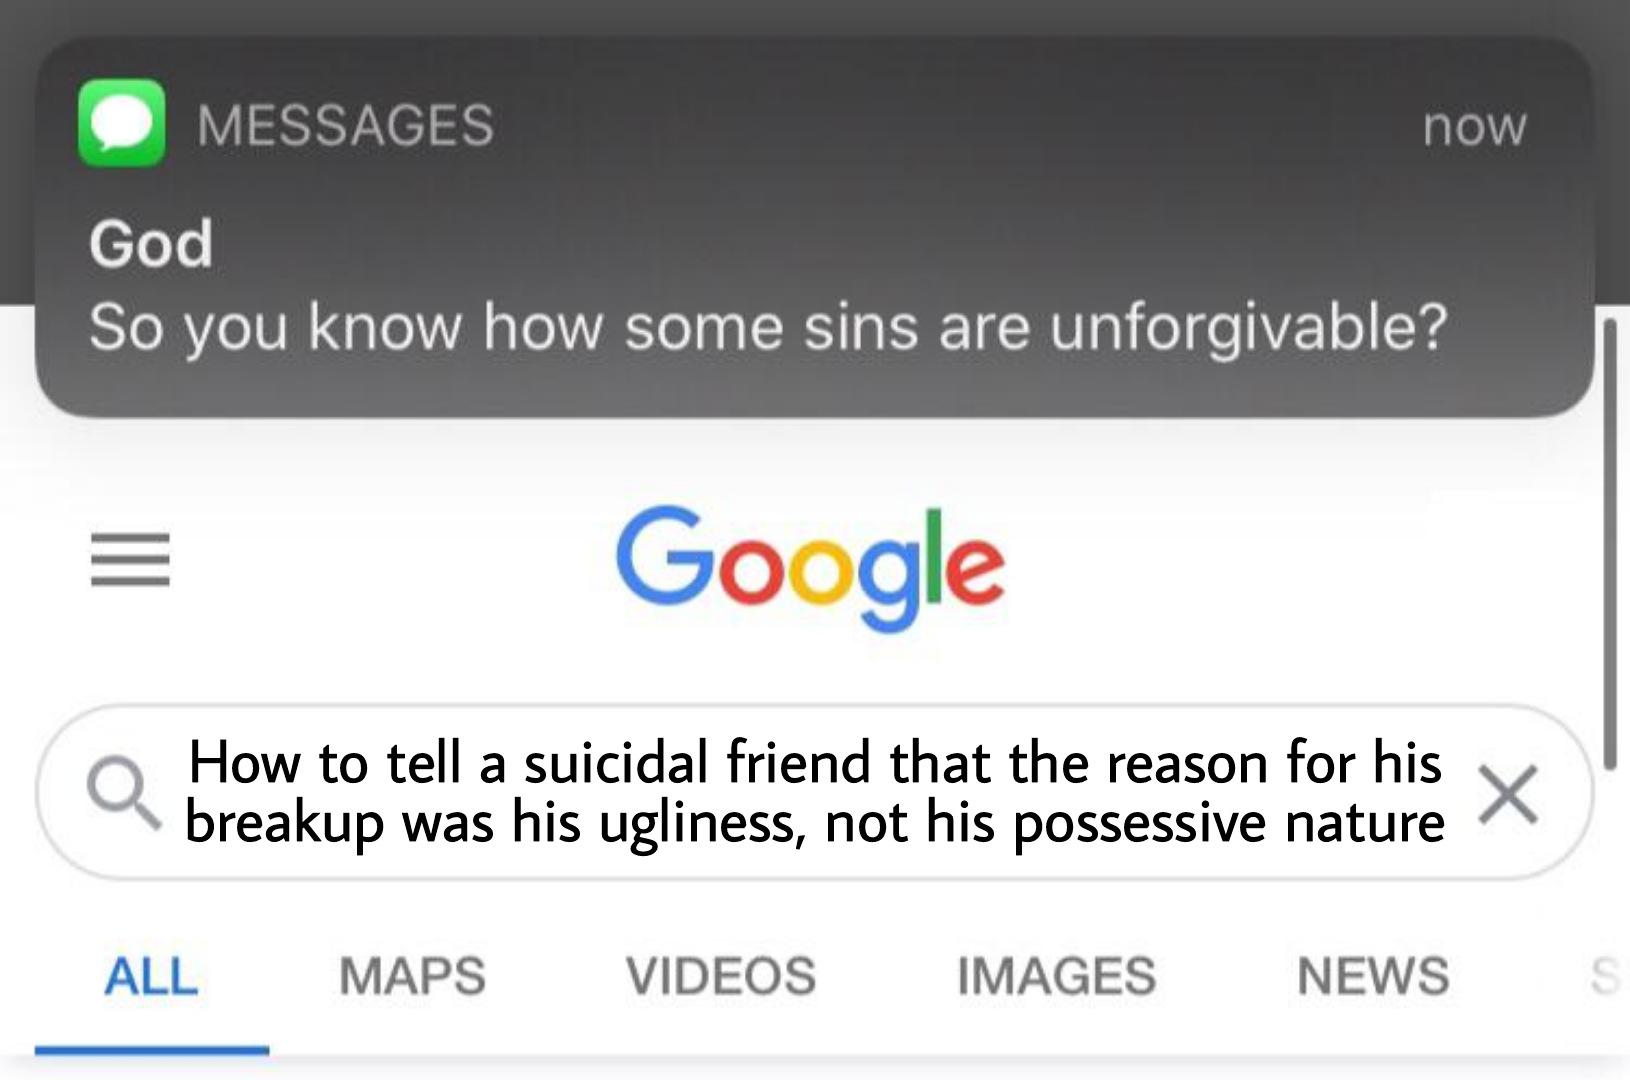 MESSAGES now
God
So you know how some sins are unforgivable?
Google
How to tell a suicidal friend that the reason for his
breakup was his ugliness, not his possessive nature
ALL MAPS VIDEOS IMAGES NEWS S